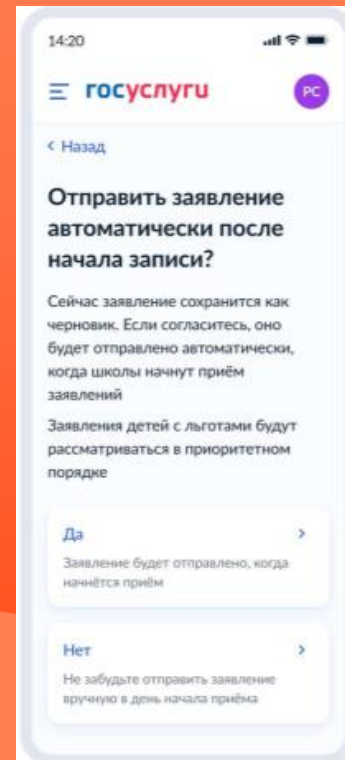 14:20
госуслуги
РС
Назад
Отправить заявление
автоматически после
начала записи?
Сейчас заявление сохранится как
черновик. Если согласитесь, оно
будет отправлено автоматически,
когда школы начнут приём
заявлений
Заявления детей с льготами будут
рассматриваться в приоритетном
порядке
Да
Заявление будет отправлено, когда
начнётся приём
Нет
Не забудьте отправить заявление
вручную в день начала приёма